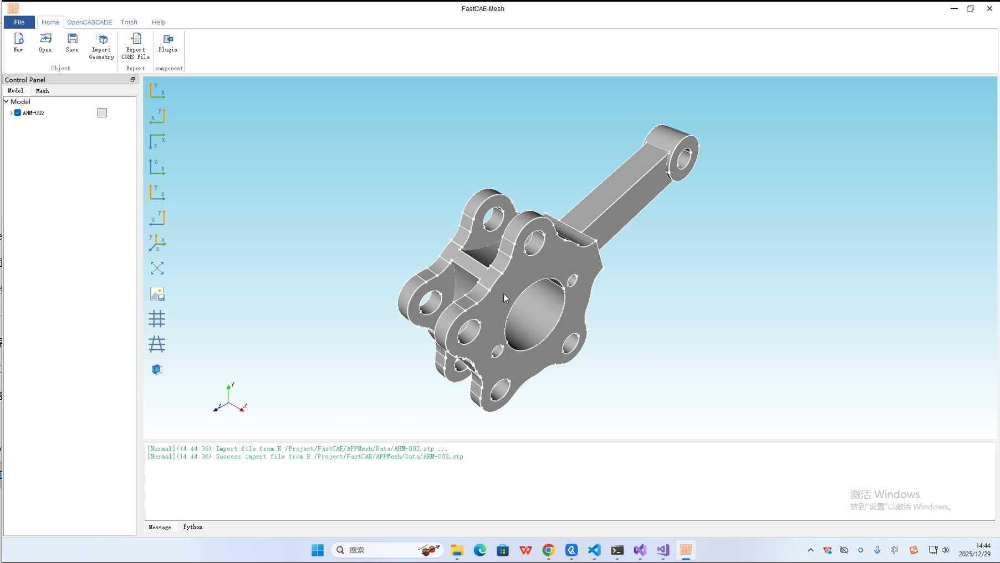 FastCAE-Mesh
File Home OpenCASCADE Tmsh Help
New Open Save Import Geometry Export CGNS File Plugin
Object Export component
Control Panel
Model Mesh
Model
AHM-002
y x
y x
x z
z x
y z
y z
y x z
Y
Z X
[Normal](14:44:36):Import file from E:/Project/FastCAE/APPMesh/Data/AHM-002.stp ...
[Normal](14:44:36):Success import file from E:/Project/FastCAE/APPMesh/Data/AHM-002.stp
激活 Windows
转到"设置"以激活 Windows。
Message Python
搜索
中
14:44
2025/12/29